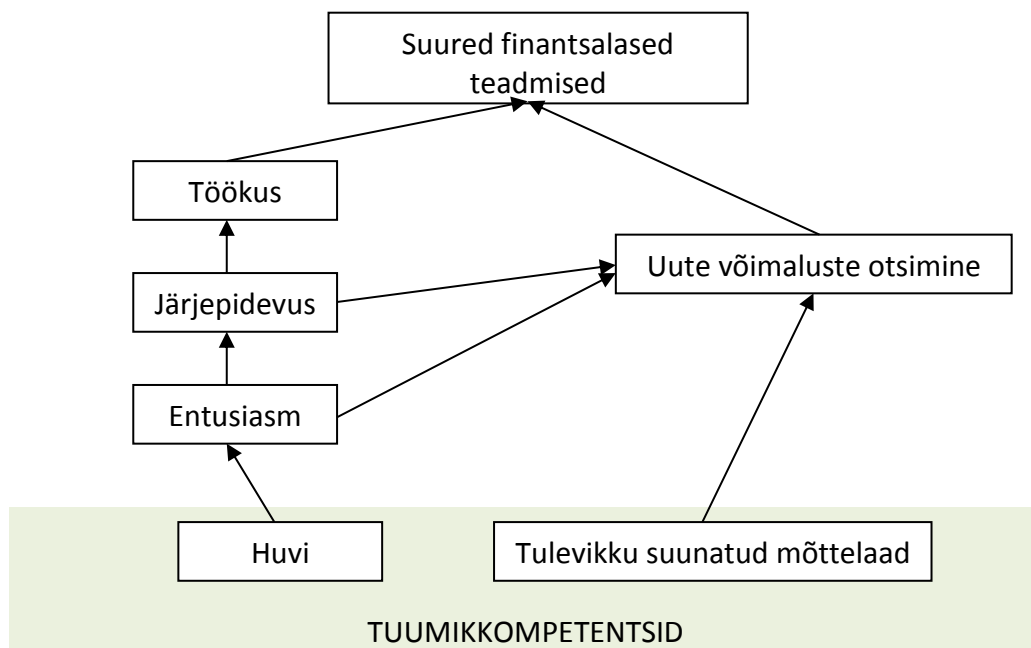 Suured finantsalased
teadmised
Töökus
Uute võimaluste otsimine
Järjepidevus
Entusiasm
Huvi
Tulevikku suunatud mõttelaad
TUUMIKKOMPETENTSID